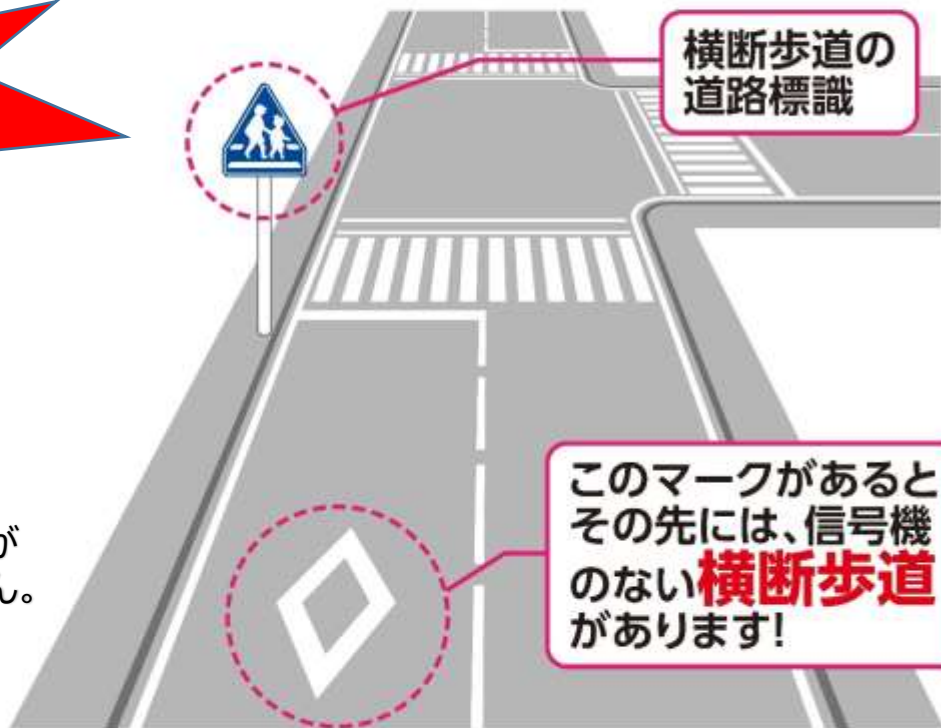 横断歩道の
道路標識
このマークがあると
その先には、信号機
のない横断歩道
があります!
が
ん。